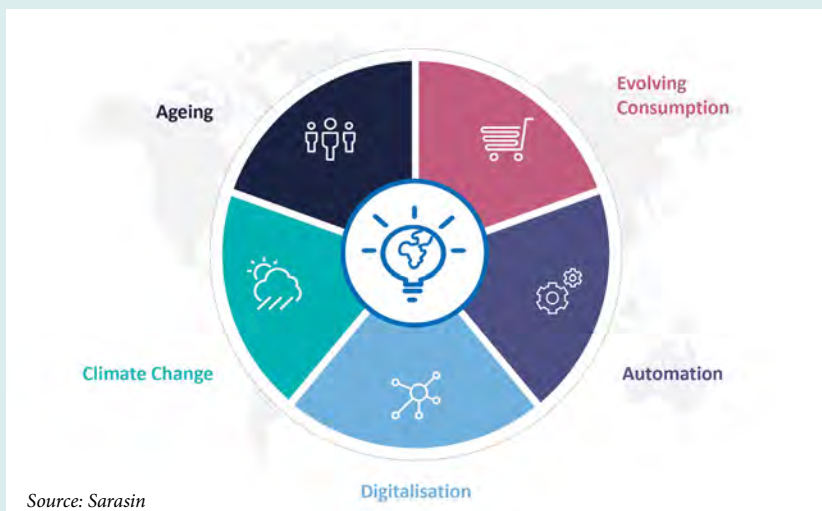 Ageing
Evolving
Consumption
Climate Change
Automation
Digitalisation
Source: Sarasin